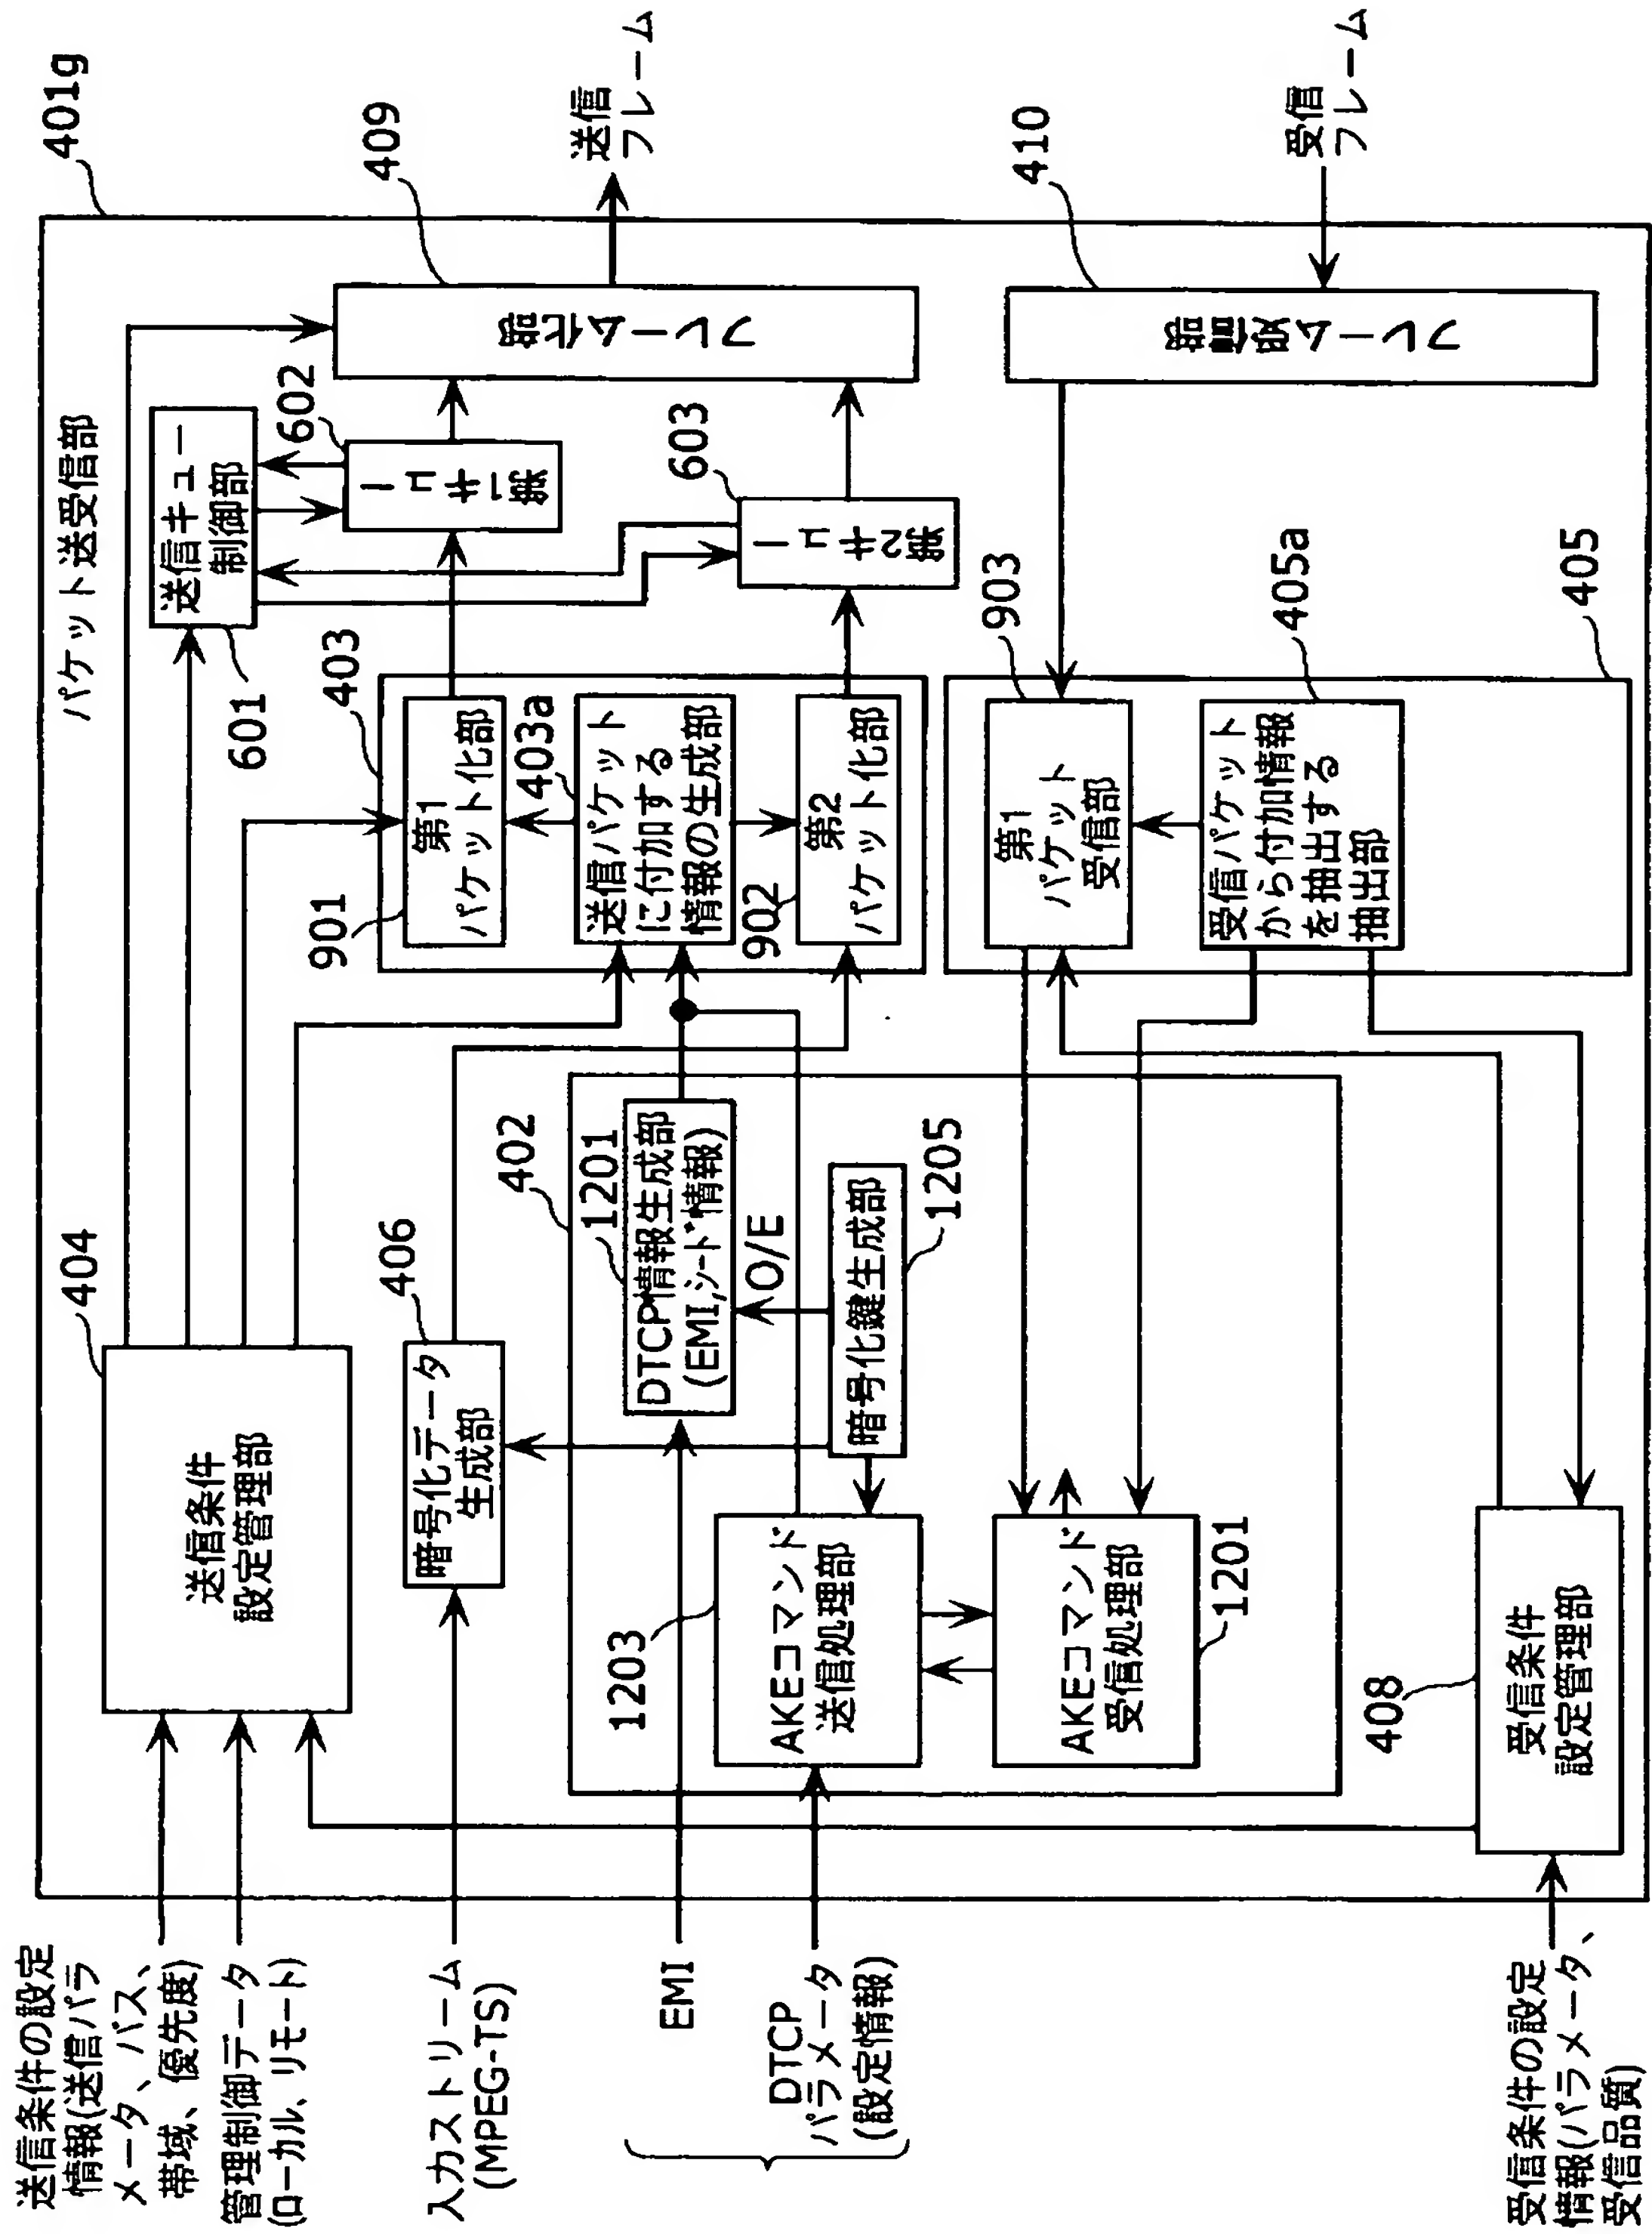 401g
パケット送受信部
404
送信条件
設定管理部
送信条件の設定
情報(送信パラ
メータ、パス、
帯域、優先度)
管理制御データ
(ローカル、リモート)
送信キュー
制御部
601
602
第1
キュー
603
第2
キュー
409
フレーム化部
送信
フレーム
403
901
第1
パケット化部
403a
送信パケット
に付加する
情報の生成部
902
第2
パケット化部
入力ストリーム
(MPEG-TS)
406
暗号化データ
生成部
402
1201
DTCP情報生成部
(EMI,シード情報)
O/E
暗号化鍵生成部
1205
EMI
DTCP
パラメータ
(設定情報)
1203
AKEコマンド
送信処理部
AKEコマンド
受信処理部
1201
410
受信
フレーム
903
第1
パケット
受信部
405a
受信パケット
から付加情報
を抽出する
抽出部
405
408
受信条件
設定管理部
受信条件の設定
情報(パラメータ、
受信品質)